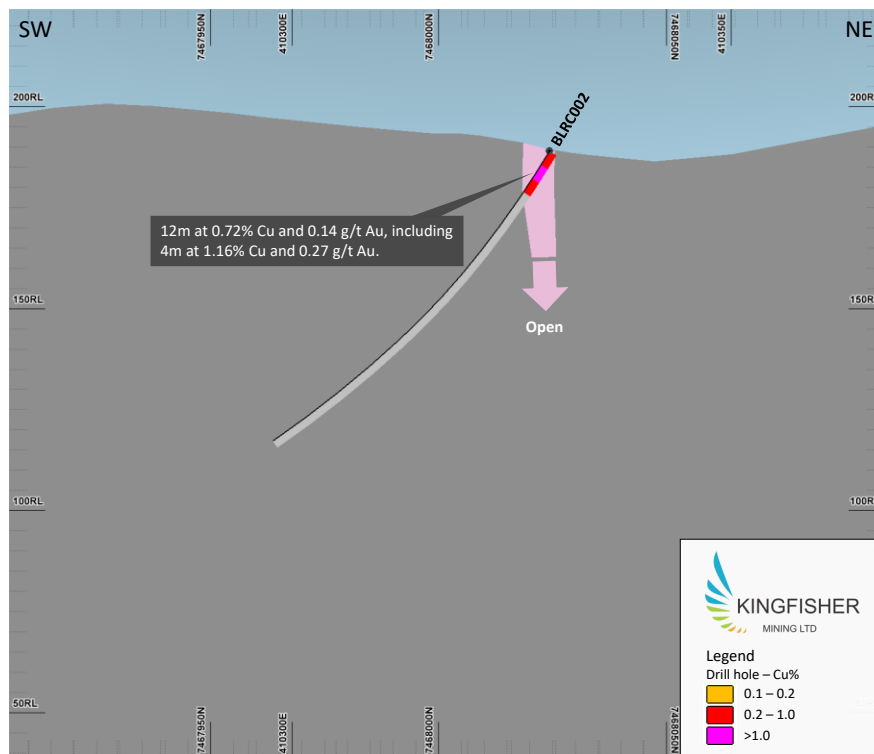 SW
NE
7467950N
410300E
7468000N
7468050N
410350E
200RL
200RL
BLRC002
12m at 0.72% Cu and 0.14 g/t Au, including
4m at 1.16% Cu and 0.27 g/t Au.
150RL
150RL
Open
100RL
100RL
KINGFISHER
MINING LTD
Legend
Drill hole – Cu%
0.1 – 0.2
0.2 – 1.0
>1.0
50RL
7467950N
410300E
7468000N
7468050N